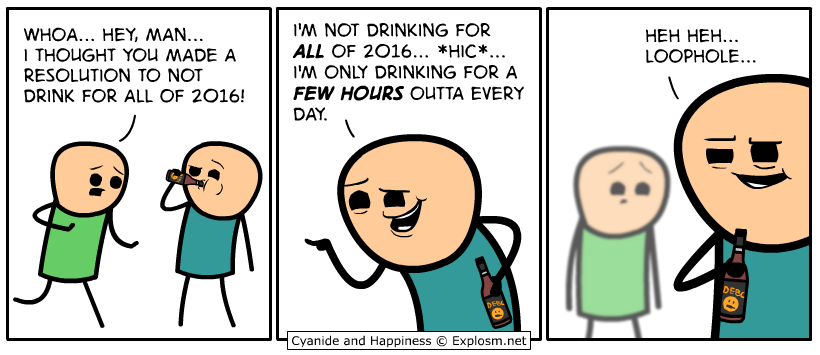 WHOA... HEY, MAN...
I THOUGHT YOU MADE A
RESOLUTION TO NOT
DRINK FOR ALL OF 2016!
I'M NOT DRINKING FOR
ALL OF 2016... *HIC*...
I'M ONLY DRINKING FOR A
FEW HOURS OUTTA EVERY
DAY.
HEH HEH...
LOOPHOLE...
Cyanide and Happiness © Explosm.net